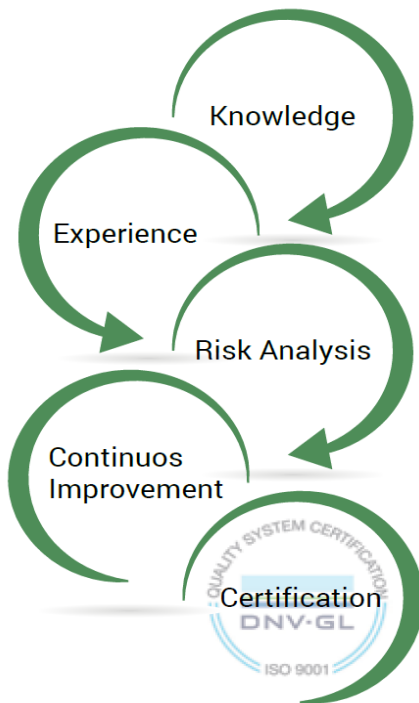 Knowledge
Experience
Risk Analysis
Continuos
Improvement
QUALITY SYSTEM CERTIFICATION
Certification
DNV·GL
ISO 9001